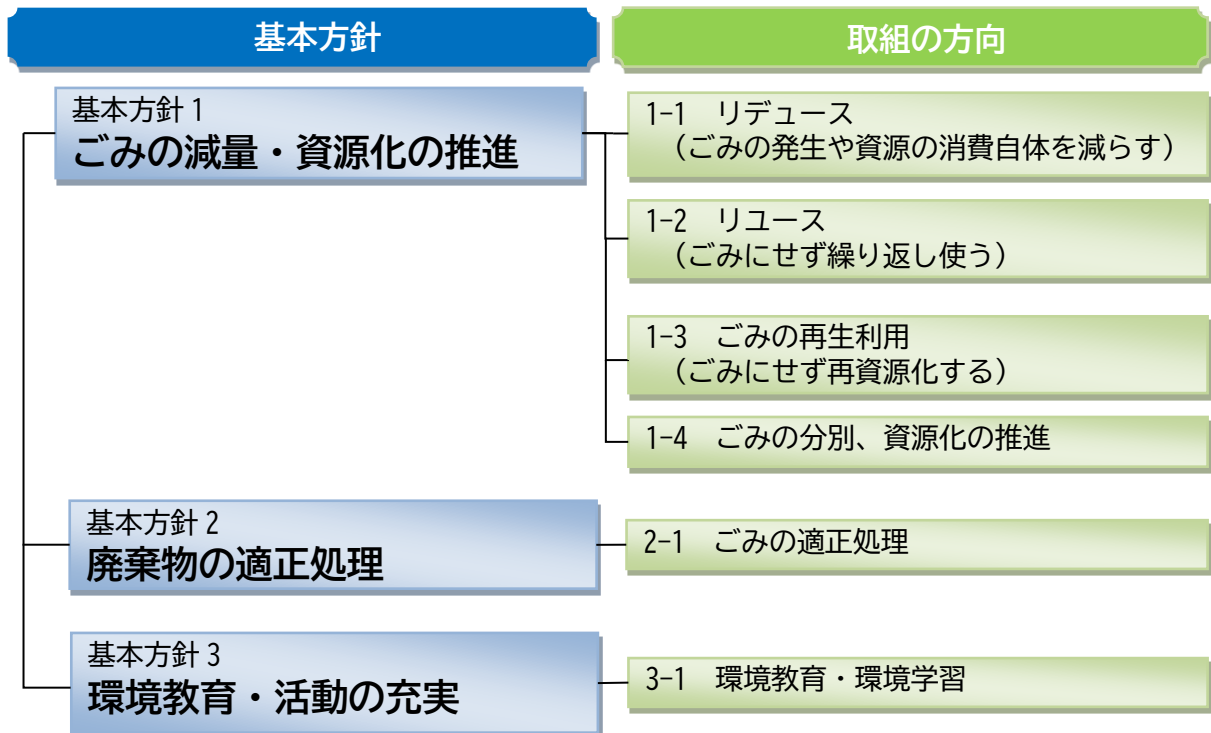 基本方針
取組の方向
基本方針1
ごみの減量・資源化の推進
1-1 リデュース
(ごみの発生や資源の消費自体を減らす)
1-2 リユース
(ごみにせず繰り返し使う)
1-3 ごみの再生利用
(ごみにせず再資源化する)
1-4 ごみの分別、資源化の推進
基本方針2
廃棄物の適正処理
2-1 ごみの適正処理
基本方針3
環境教育・活動の充実
3-1 環境教育・環境学習